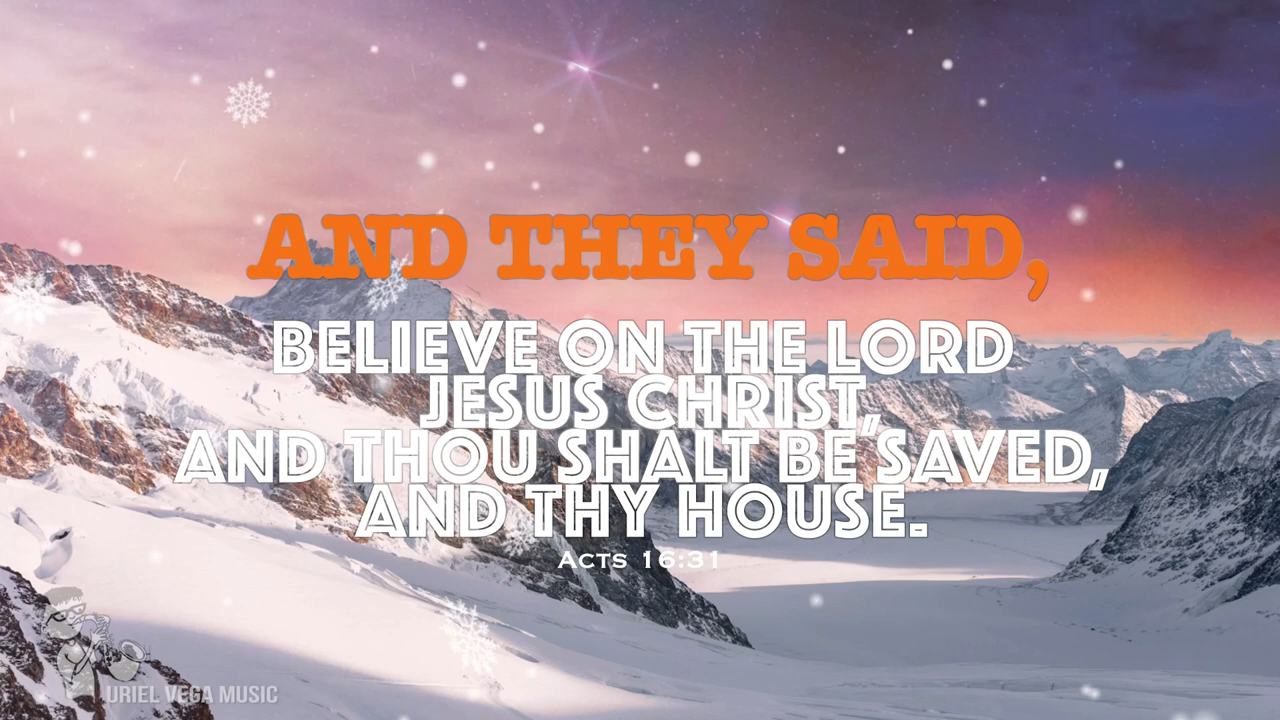 AND THEY SAID,
BELIEVE ON THE LORD
JESUS CHRIST,
AND THOU SHALT BE SAVED,
AND THY HOUSE.
Acts 16:31
URIEL VEGA MUSIC